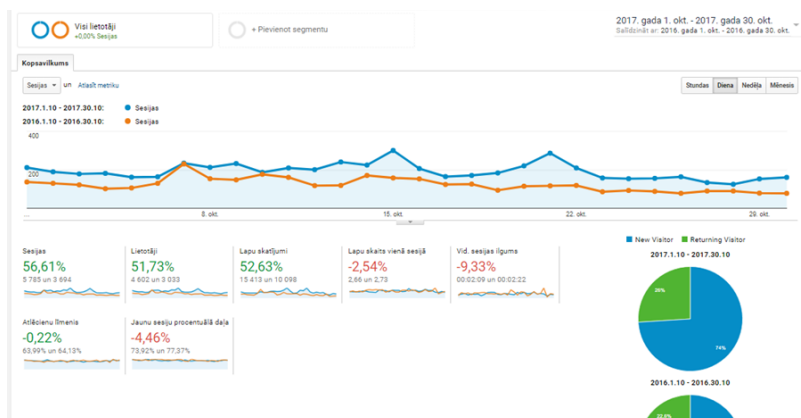 Visi lietotāji
+0,00% Sesijas
+ Pievienot segmentu
2017. gada 1. okt. - 2017. gada 30. okt.
Salīdzināt ar: 2016. gada 1. okt. - 2016. gada 30. okt.
Kopsavilkums
Sesijas un Atlasīt metriku
Stundas Diena Nedēļa Mēnesis
2017.1.10 - 2017.30.10: Sesijas
2016.1.10 - 2016.30.10: Sesijas
400
200
... 8. okt. 15. okt. 22. okt. 29. okt.
New Visitor Returning Visitor
2017.1.10 - 2017.30.10
26%
74%
2016.1.10 - 2016.30.10
22.6%
Sesijas
56,61%
5 785 un 3 694
Lietotāji
51,73%
4 602 un 3 033
Lapu skatījumi
52,63%
15 413 un 10 098
Lapu skaits vienā sesijā
-2,54%
2,66 un 2,73
Vid. sesijas ilgums
-9,33%
00:02:09 un 00:02:22
Atlēcienu līmenis
-0,22%
63,99% un 64,13%
Jaunu sesiju procentuālā daļa
-4,46%
73,92% un 77,37%